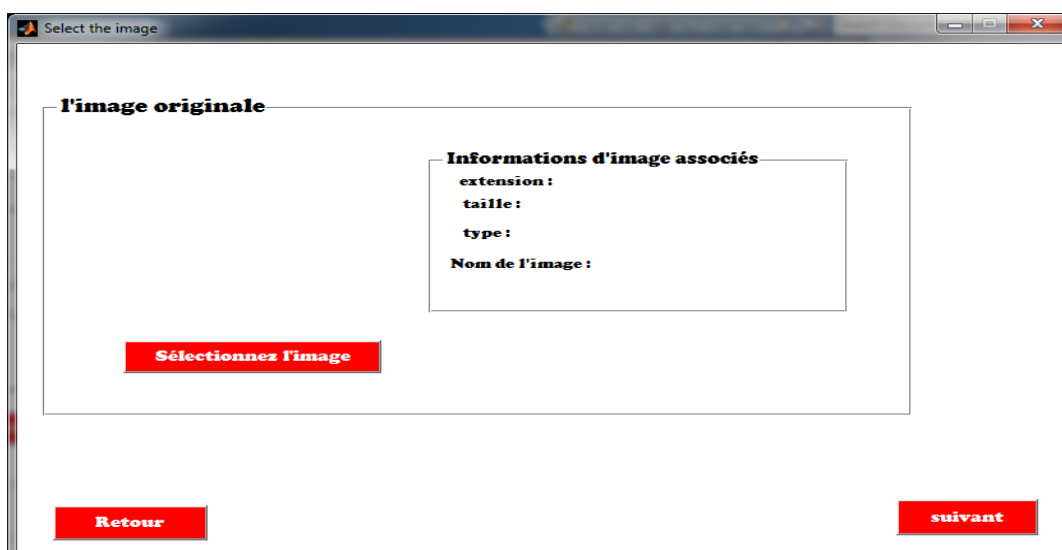 Select the image
l'image originale
Informations d'image associés
extension :
taille :
type :
Nom de l'image :
Sélectionnez l'image
Retour
suivant